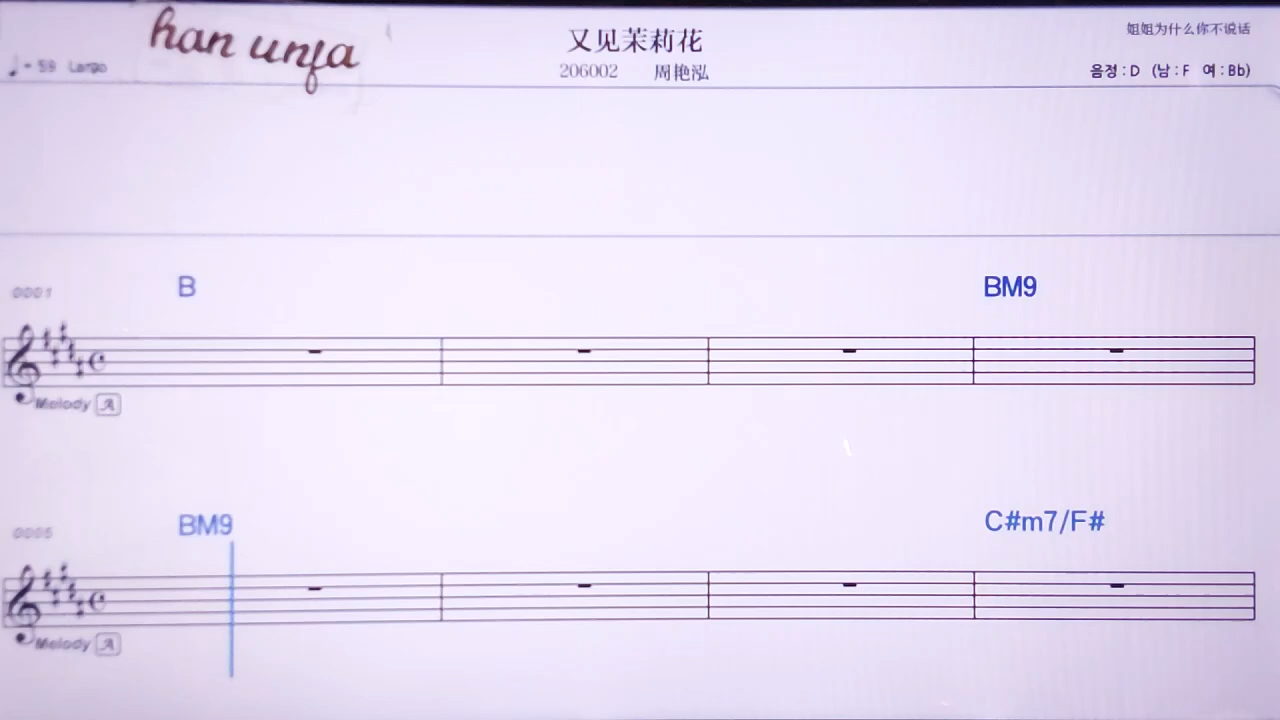 han unfa
又见茉莉花
姐姐为什么你不说话
♩= 59 Largo
206002 周艳泓
음정 : D (남 : F 여 : Bb)
0001 B BM9
Melody A
0005 BM9 C#m7/F#
Melody A